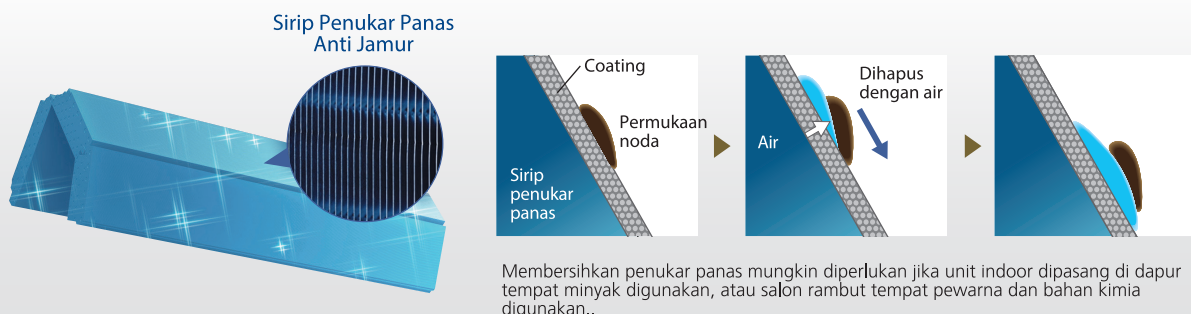 Sirip Penukar Panas
Anti Jamur
Coating
Permukaan
noda
Sirip
penukar
panas
Dihapus
dengan air
Air
Membersihkan penukar panas mungkin diperlukan jika unit indoor dipasang di dapur
tempat minyak digunakan, atau salon rambut tempat pewarna dan bahan kimia
digunakan..